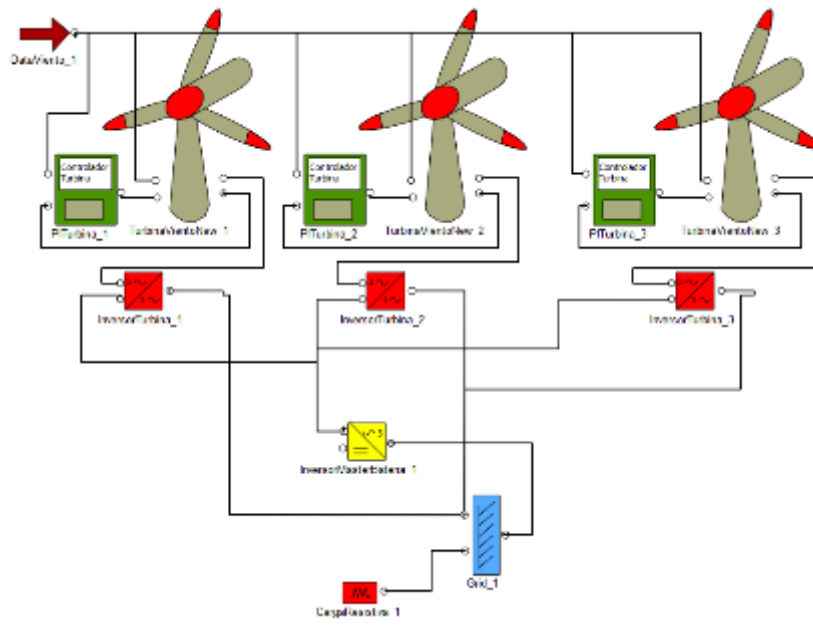 DataViento_1
Controlador
Turbina
Controlador
Turbina
Controlador
Turbina
PITurbina_1
TurbinaVientoNew_1
PITurbina_2
TurbinaVientoNew_2
PITurbina_3
TurbinaVientoNew_3
InversorTurbina_1
InversorTurbina_2
InversorTurbina_3
InversorMasterBateria_1
Grid_1
CargaResistiva_1